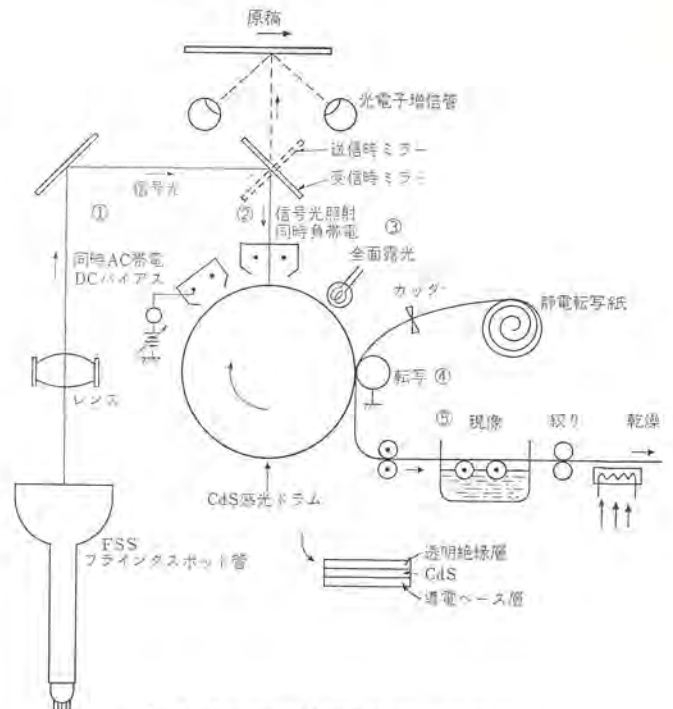 原稿
光電子増信管
送信時ミラー
受信時ミラー
信号光
①
②
信号光照射
同時負帯電
③
全面露光
同時AC帯電
DCバイアス
カッタ
静電転写紙
レンズ
転写 ④
⑤ 現像
絞り
乾燥
CdS感光ドラム
FSS
フライングスポット管
透明絶縁層
CdS
導電ベース層